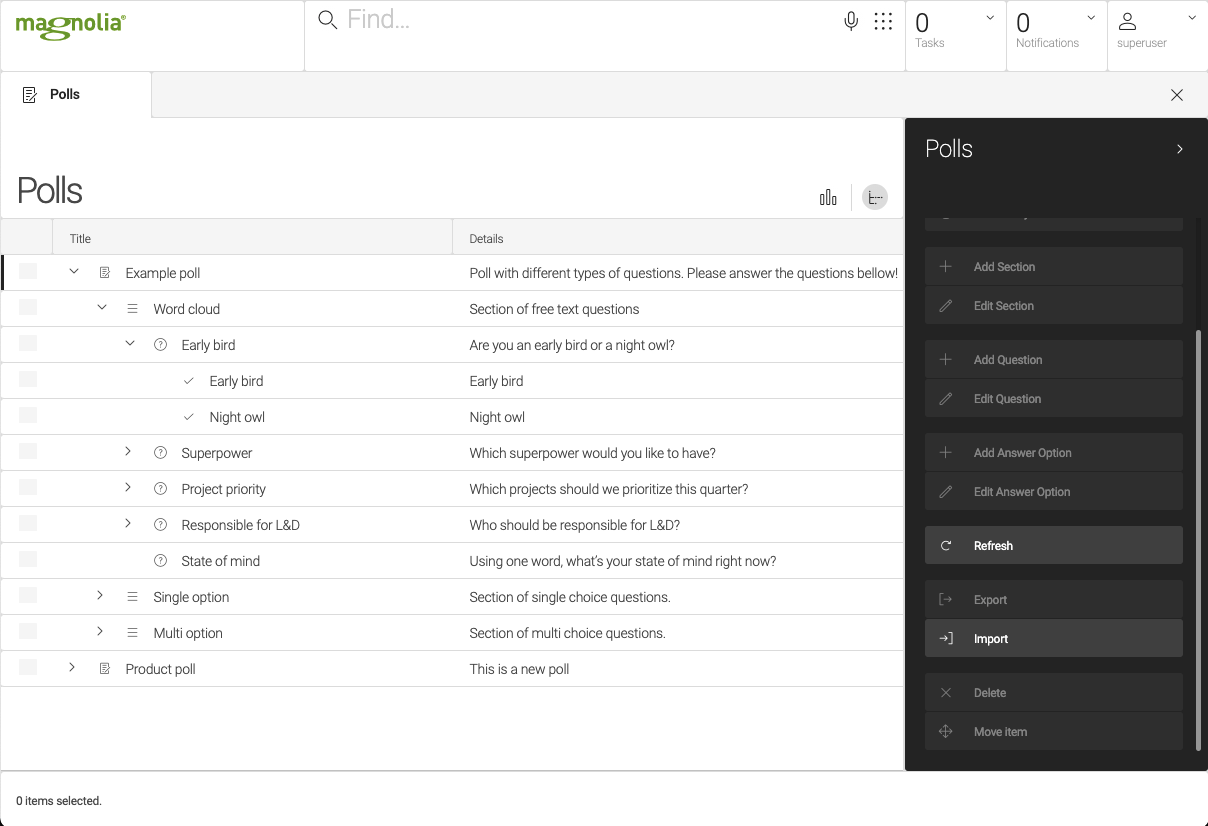 magnolia®
Find...
0
Tasks
0
Notifications
superuser
Polls
Polls
Title
Details
Example poll
Poll with different types of questions. Please answer the questions bellow!
Word cloud
Section of free text questions
Early bird
Are you an early bird or a night owl?
Early bird
Early bird
Night owl
Night owl
Superpower
Which superpower would you like to have?
Project priority
Which projects should we prioritize this quarter?
Responsible for L&D
Who should be responsible for L&D?
State of mind
Using one word, what’s your state of mind right now?
Single option
Section of single choice questions.
Multi option
Section of multi choice questions.
Product poll
This is a new poll
Polls
Add Section
Edit Section
Add Question
Edit Question
Add Answer Option
Edit Answer Option
Refresh
Export
Import
Delete
Move item
0 items selected.